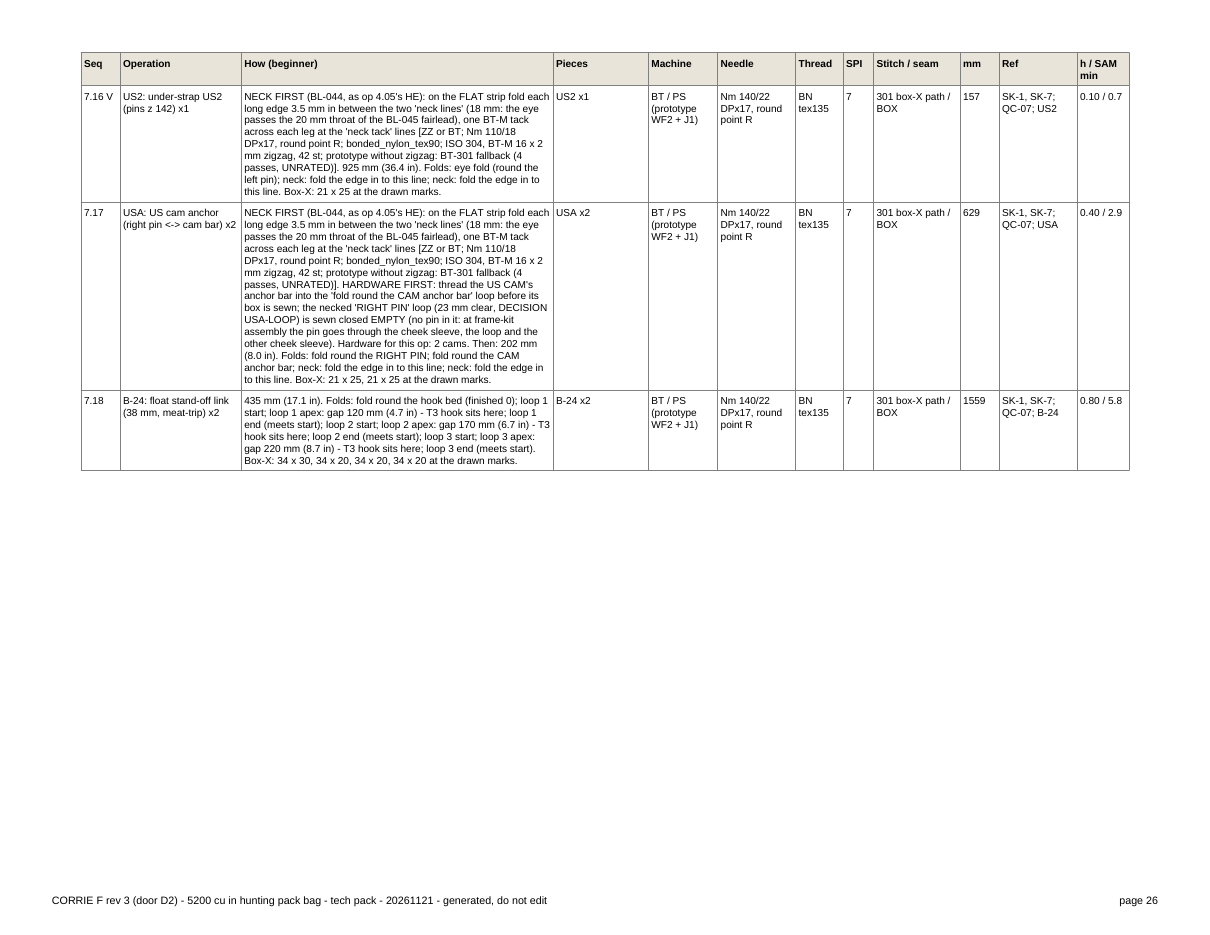 Seq Operation How (beginner) Pieces Machine Needle Thread SPI Stitch / seam mm Ref h / SAM min
7.16 V
US2: under-strap US2
(pins z 142) x1
NECK FIRST (BL-044, as op 4.05's HE): on the FLAT strip fold each
long edge 3.5 mm in between the two 'neck lines' (18 mm: the eye
passes the 20 mm throat of the BL-045 fairlead), one BT-M tack
across each leg at the 'neck tack' lines [ZZ or BT; Nm 110/18
DPx17, round point R; bonded_nylon_tex90; ISO 304, BT-M 16 x 2
mm zigzag, 42 st; prototype without zigzag: BT-301 fallback (4
passes, UNRATED)]. 925 mm (36.4 in). Folds: eye fold (round the
left pin); neck: fold the edge in to this line; neck: fold the edge in to
this line. Box-X: 21 x 25 at the drawn marks.
US2 x1
BT / PS
(prototype
WF2 + J1)
Nm 140/22
DPx17, round
point R
BN
tex135
7
301 box-X path /
BOX
157
SK-1, SK-7;
QC-07; US2
0.10 / 0.7
7.17
USA: US cam anchor
(right pin <-> cam bar) x2
NECK FIRST (BL-044, as op 4.05's HE): on the FLAT strip fold each
long edge 3.5 mm in between the two 'neck lines' (18 mm: the eye
passes the 20 mm throat of the BL-045 fairlead), one BT-M tack
across each leg at the 'neck tack' lines [ZZ or BT; Nm 110/18
DPx17, round point R; bonded_nylon_tex90; ISO 304, BT-M 16 x 2
mm zigzag, 42 st; prototype without zigzag: BT-301 fallback (4
passes, UNRATED)]. HARDWARE FIRST: thread the US CAM's
anchor bar into the 'fold round the CAM anchor bar' loop before its
box is sewn; the necked 'RIGHT PIN' loop (23 mm clear, DECISION
USA-LOOP) is sewn closed EMPTY (no pin in it: at frame-kit
assembly the pin goes through the cheek sleeve, the loop and the
other cheek sleeve). Hardware for this op: 2 cams. Then: 202 mm
(8.0 in). Folds: fold round the RIGHT PIN; fold round the CAM
anchor bar; neck: fold the edge in to this line; neck: fold the edge in
to this line. Box-X: 21 x 25, 21 x 25 at the drawn marks.
USA x2
BT / PS
(prototype
WF2 + J1)
Nm 140/22
DPx17, round
point R
BN
tex135
7
301 box-X path /
BOX
629
SK-1, SK-7;
QC-07; USA
0.40 / 2.9
7.18
B-24: float stand-off link
(38 mm, meat-trip) x2
435 mm (17.1 in). Folds: fold round the hook bed (finished 0); loop 1
start; loop 1 apex: gap 120 mm (4.7 in) - T3 hook sits here; loop 1
end (meets start); loop 2 start; loop 2 apex: gap 170 mm (6.7 in) - T3
hook sits here; loop 2 end (meets start); loop 3 start; loop 3 apex:
gap 220 mm (8.7 in) - T3 hook sits here; loop 3 end (meets start).
Box-X: 34 x 30, 34 x 20, 34 x 20, 34 x 20 at the drawn marks.
B-24 x2
BT / PS
(prototype
WF2 + J1)
Nm 140/22
DPx17, round
point R
BN
tex135
7
301 box-X path /
BOX
1559
SK-1, SK-7;
QC-07; B-24
0.80 / 5.8
CORRIE F rev 3 (door D2) - 5200 cu in hunting pack bag - tech pack - 20261121 - generated, do not edit
page 26